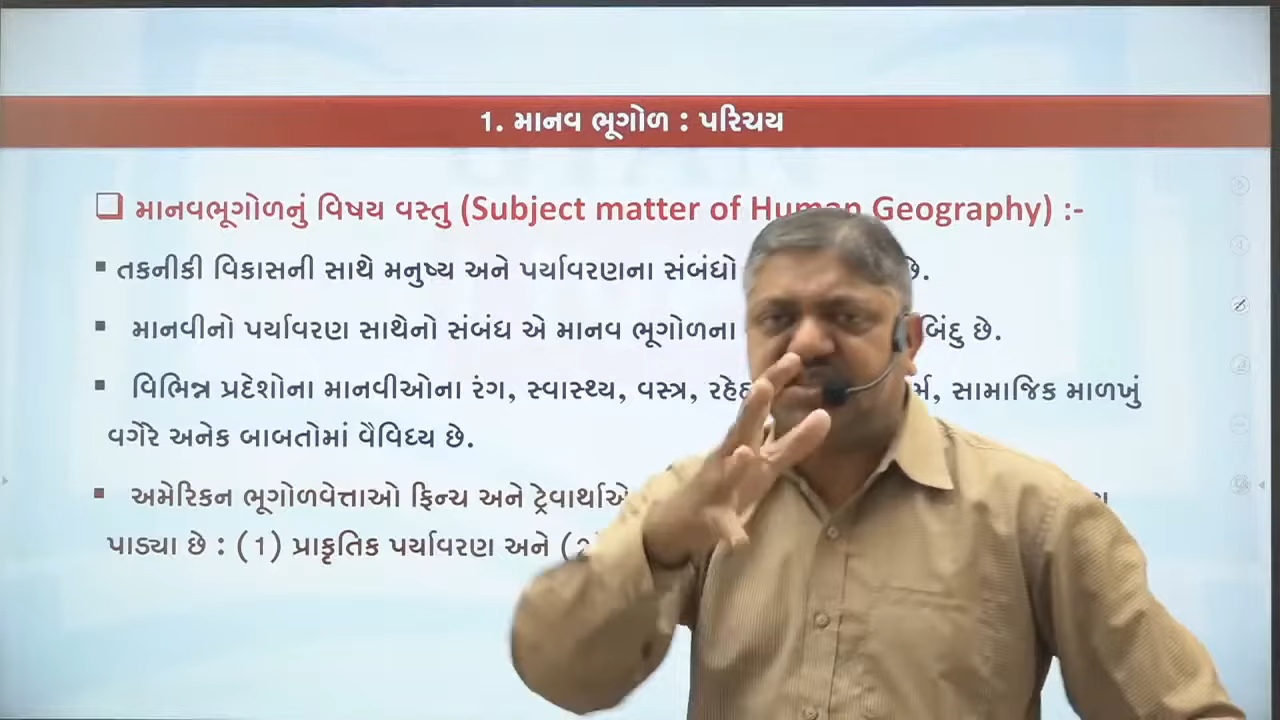 1. માનવ ભૂગોળ : પરિચય
❑ માનવભૂગોળનું વિષય વસ્તુ (Subject matter of Human Geography) :-
▪ તકનીકી વિકાસની સાથે મનુષ્ય અને પર્યાવરણના સંબંધો છે.
▪ માનવીનો પર્યાવરણ સાથેનો સંબંધ એ માનવ ભૂગોળના બિંદુ છે.
▪ વિભિન્ન પ્રદેશોના માનવીઓના રંગ, સ્વાસ્થ્ય, વસ્ત્ર, સામાજિક માળખું
વગેરે અનેક બાબતોમાં વૈવિધ્ય છે.
▪ અમેરિકન ભૂગોળવેત્તાઓ ફિન્ચ અને ટ્રેવાર્થાએ
પાડ્યા છે : (1) પ્રાકૃતિક પર્યાવરણ અને (2)